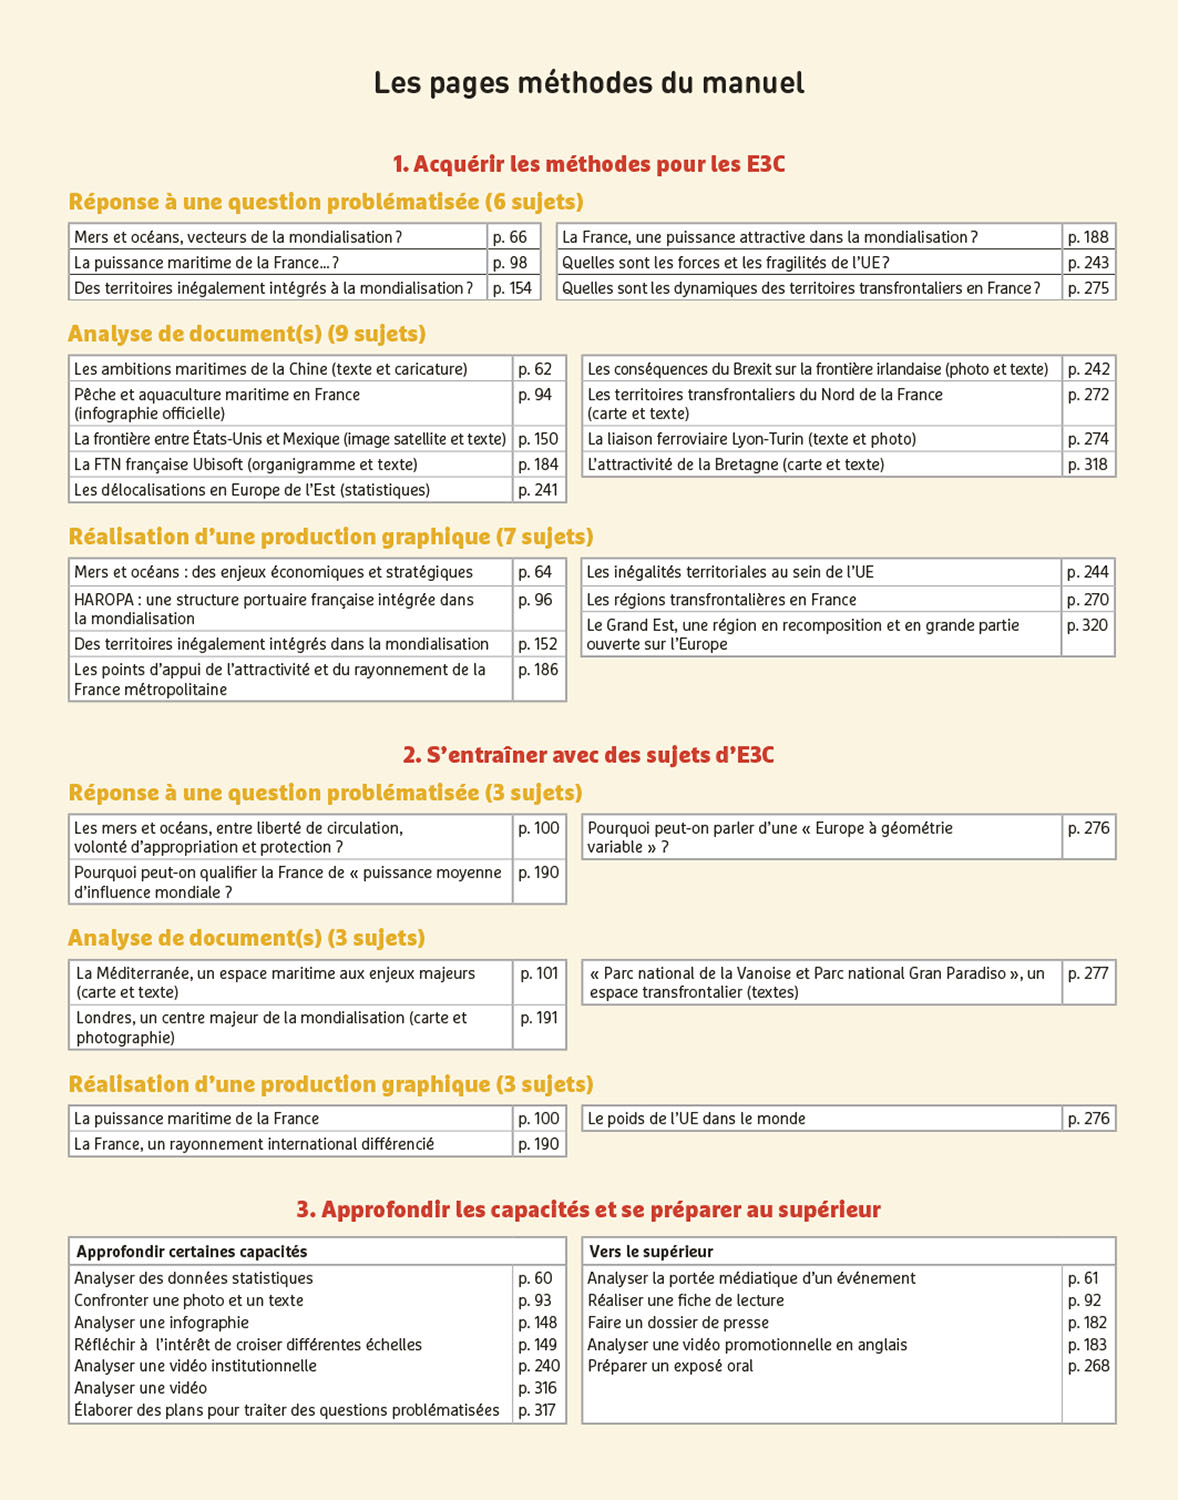 Les pages méthodes du manuel
1. Acquérir les méthodes pour les E3C
Réponse à une question problématisée (6 sujets)
Mers et océans, vecteurs de la mondialisation ? p. 66
La puissance maritime de la France... ? p. 98
Des territoires inégalement intégrés à la mondialisation ? p. 154
La France, une puissance attractive dans la mondialisation ? p. 188
Quelles sont les forces et les fragilités de l’UE ? p. 243
Quelles sont les dynamiques des territoires transfrontaliers en France ? p. 275
Analyse de document(s) (9 sujets)
Les ambitions maritimes de la Chine (texte et caricature) p. 62
Pêche et aquaculture maritime en France p. 94
(infographie officielle)
La frontière entre États-Unis et Mexique (image satellite et texte) p. 150
La FTN française Ubisoft (organigramme et texte) p. 184
Les délocalisations en Europe de l’Est (statistiques) p. 241
Les conséquences du Brexit sur la frontière irlandaise (photo et texte) p. 242
Les territoires transfrontaliers du Nord de la France p. 272
(carte et texte)
La liaison ferroviaire Lyon-Turin (texte et photo) p. 274
L’attractivité de la Bretagne (carte et texte) p. 318
Réalisation d’une production graphique (7 sujets)
Mers et océans : des enjeux économiques et stratégiques p. 64
HAROPA : une structure portuaire française intégrée dans p. 96
la mondialisation
Des territoires inégalement intégrés dans la mondialisation p. 152
Les points d’appui de l’attractivité et du rayonnement de la p. 186
France métropolitaine
Les inégalités territoriales au sein de l’UE p. 244
Les régions transfrontalières en France p. 270
Le Grand Est, une région en recomposition et en grande partie p. 320
ouverte sur l’Europe
2. S’entraîner avec des sujets d’E3C
Réponse à une question problématisée (3 sujets)
Les mers et océans, entre liberté de circulation, p. 100
volonté d’appropriation et protection ?
Pourquoi peut-on qualifier la France de « puissance moyenne p. 190
d’influence mondiale ?
Pourquoi peut-on parler d’une « Europe à géométrie p. 276
variable » ?
Analyse de document(s) (3 sujets)
La Méditerranée, un espace maritime aux enjeux majeurs p. 101
(carte et texte)
Londres, un centre majeur de la mondialisation (carte et p. 191
photographie)
« Parc national de la Vanoise et Parc national Gran Paradiso », un p. 277
espace transfrontalier (textes)
Réalisation d’une production graphique (3 sujets)
La puissance maritime de la France p. 100
La France, un rayonnement international différencié p. 190
Le poids de l’UE dans le monde p. 276
3. Approfondir les capacités et se préparer au supérieur
Approfondir certaines capacités
Analyser des données statistiques p. 60
Confronter une photo et un texte p. 93
Analyser une infographie p. 148
Réfléchir à l’intérêt de croiser différentes échelles p. 149
Analyser une vidéo institutionnelle p. 240
Analyser une vidéo p. 316
Élaborer des plans pour traiter des questions problématisées p. 317
Vers le supérieur
Analyser la portée médiatique d’un événement p. 61
Réaliser une fiche de lecture p. 92
Faire un dossier de presse p. 182
Analyser une vidéo promotionnelle en anglais p. 183
Préparer un exposé oral p. 268